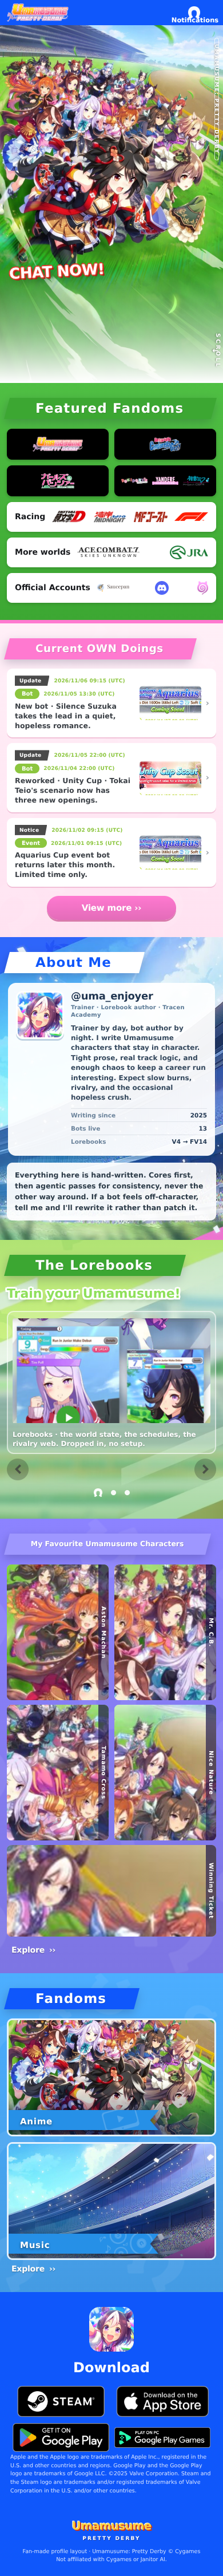 Umamusume
PRETTY DERBY
Notifications
CHAT NOW!
SCROLL
Featured Fandoms
Racing
More worlds
ACE COMBAT 7
SKIES UNKNOWN
JRA
Official Accounts
Current OWN Doings
Update 2026/11/06 09:15 (UTC)
Bot 2026/11/05 13:30 (UTC)
New bot · Silence Suzuka
takes the lead in a quiet,
hopeless romance.
Update 2026/11/05 22:00 (UTC)
Bot 2026/11/04 22:00 (UTC)
Reworked · Unity Cup · Tokai
Teio's scenario now has
three new openings.
Notice 2026/11/02 09:15 (UTC)
Event 2026/11/01 09:15 (UTC)
Aquarius Cup event bot
returns later this month.
Limited time only.
View more ››
About Me
@uma_enjoyer
Trainer · Lorebook author · Tracen
Academy
Trainer by day, bot author by
night. I write Umamusume
characters that stay in character.
Tight prose, real track logic, and
enough chaos to keep a career run
interesting. Expect slow burns,
rivalry, and the occasional
hopeless crush.
Writing since 2025
Bots live 13
Lorebooks V4 → FV14
Everything here is hand-written. Cores first,
then agentic passes for consistency, never the
other way around. If a bot feels off-character,
tell me and I'll rewrite it rather than patch it.
The Lorebooks
Train your Umamusume!
Lorebooks · the world state, the schedules, the
rivalry web. Dropped in, no setup.
My Favourite Umamusume Characters
Aston Machan
Mr. C.B.
Tamamo Cross
Nice Nature
Winning Ticket
Explore ››
Fandoms
Anime
Music
Explore ››
Download
STEAM
Download on the
App Store
GET IT ON
Google Play
PLAY ON PC
Google Play Games
Apple and the Apple logo are trademarks of Apple Inc., registered in the
U.S. and other countries and regions. Google Play and the Google Play
logo are trademarks of Google LLC. ©2025 Valve Corporation. Steam and
the Steam logo are trademarks and/or registered trademarks of Valve
Corporation in the U.S. and/or other countries.
Umamusume
PRETTY DERBY
Fan-made profile layout · Umamusume: Pretty Derby © Cygames
Not affiliated with Cygames or Janitor AI.